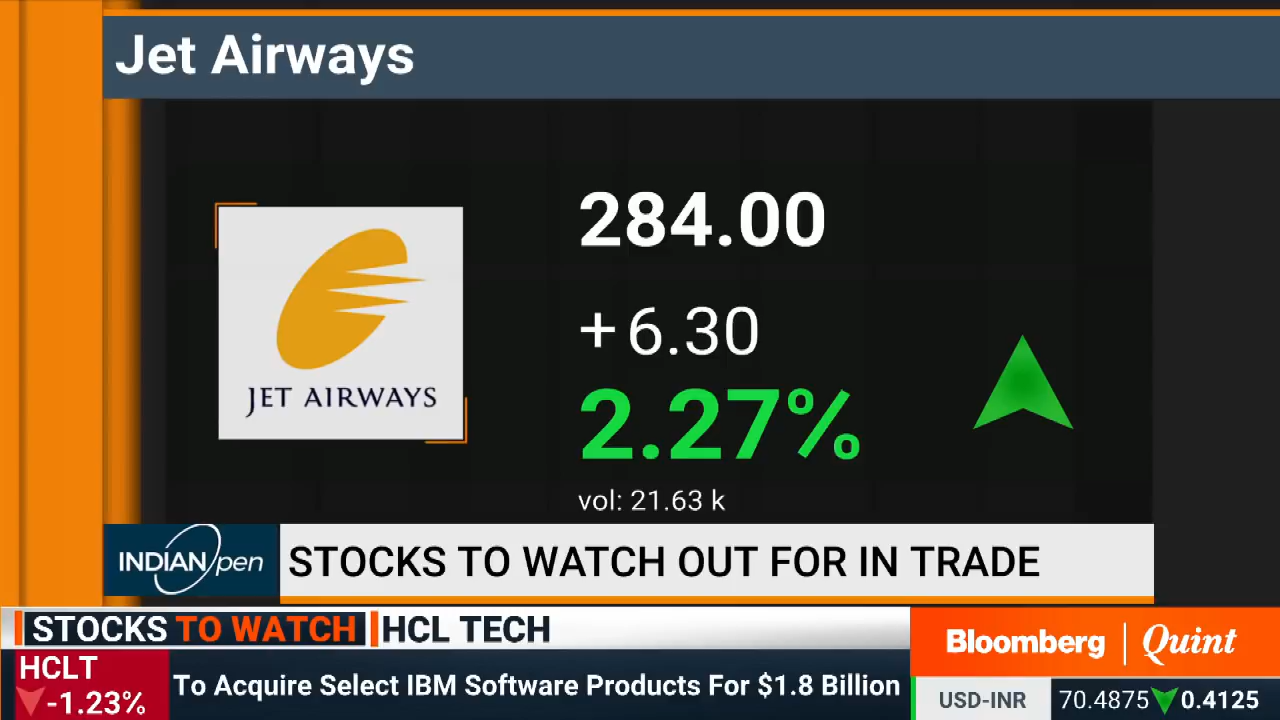 Jet Airways
284.00
+6.30
2.27%
vol: 21.63 k
JET AIRWAYS
INDIAN Open
STOCKS TO WATCH OUT FOR IN TRADE
STOCKS TO WATCH
HCL TECH
HCLT
-1.23%
To Acquire Select IBM Software Products For $1.8 Billion
Bloomberg | Quint
USD-INR
70.4875 0.4125